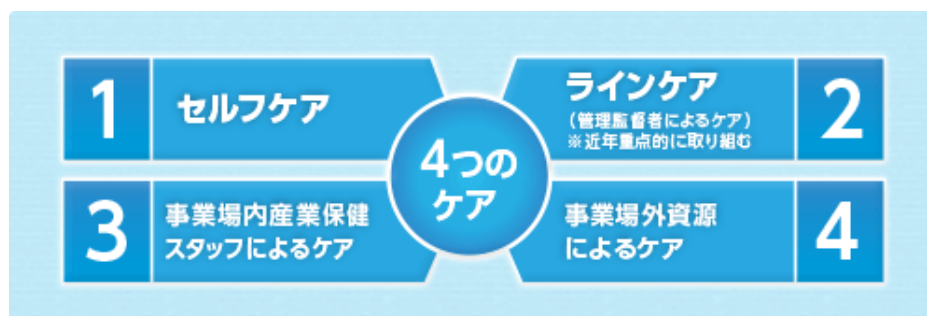 1
セルフケア
ラインケア
（管理監督者によるケア）
※近年重点的に取り組む
2
4つの
ケア
3
事業場内産業保健
スタッフによるケア
事業場外資源
によるケア
4